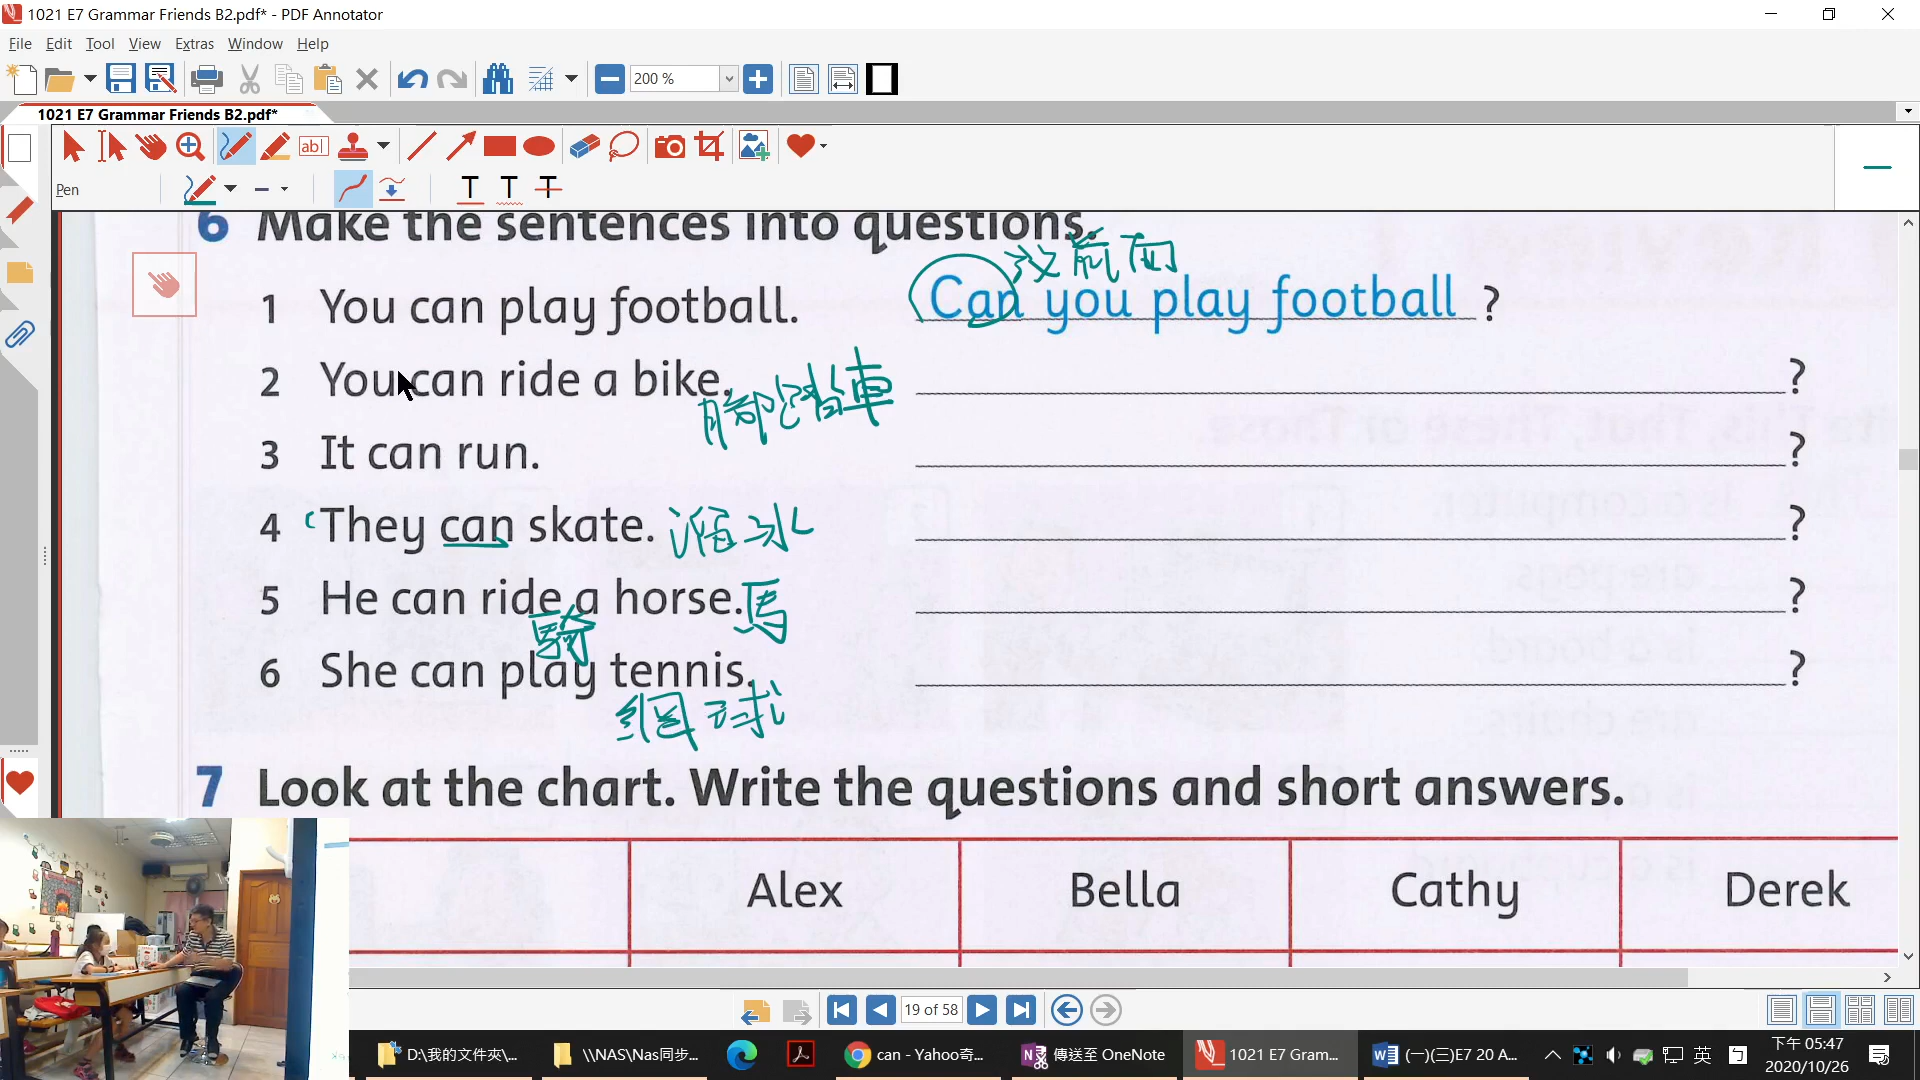 1021 E7 Grammar Friends B2.pdf* - PDF Annotator
File Edit Tool View Extras Window Help
200 %
1021 E7 Grammar Friends B2.pdf*
ab|
Pen
T T T
6 Make the sentences into questions.
放前面
1 You can play football. Can you play football ?
2 You can ride a bike. ?
腳踏車
3 It can run. ?
4 They can skate. 溜冰 ?
5 He can ride a horse. 馬 ?
騎
6 She can play tennis. ?
網球
7 Look at the chart. Write the questions and short answers.
Alex Bella Cathy Derek
19 of 58
D:\我的文件夾\... \\NAS\Nas同步... can - Yahoo奇... 傳送至 OneNote 1021 E7 Gram... (一)(三)E7 20 A... 英 下午 05:47
2020/10/26